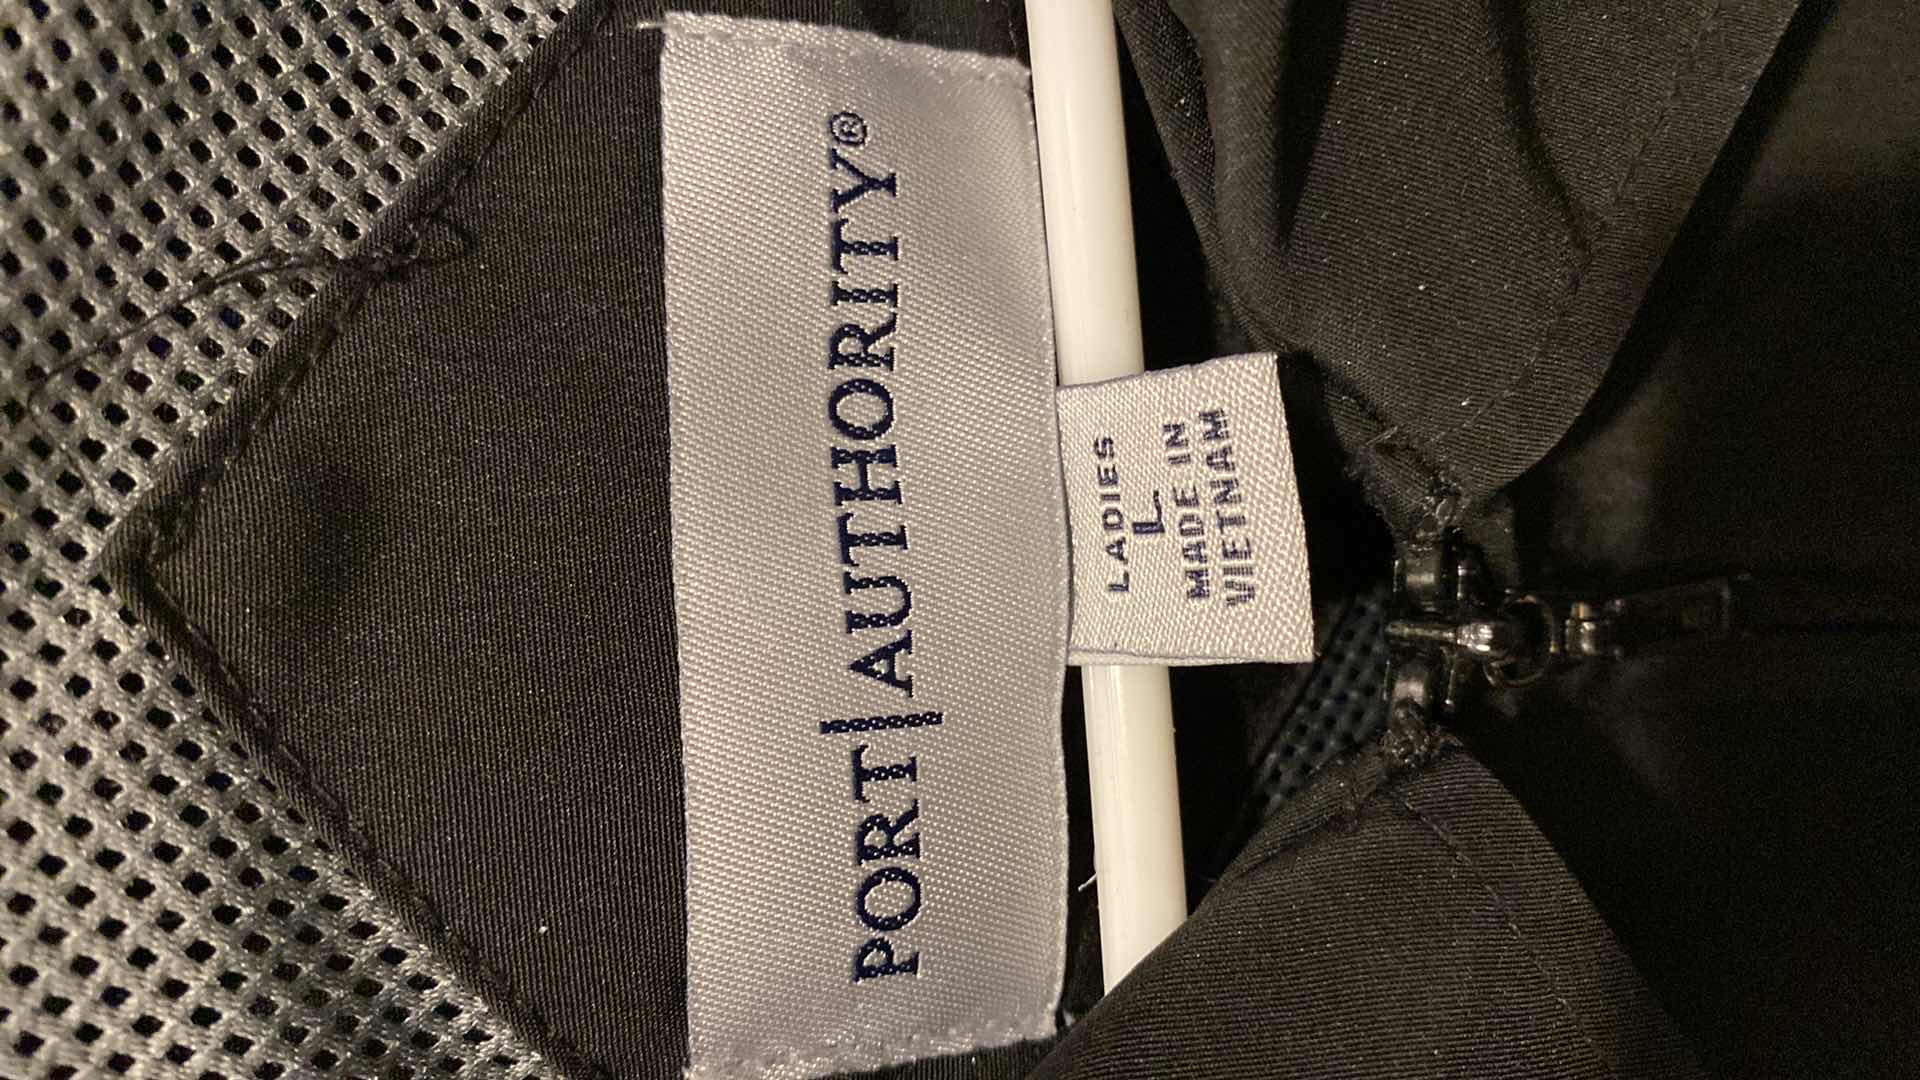 PORT|AUTHORITY®
LADIES
L
MADE IN
VIETNAM